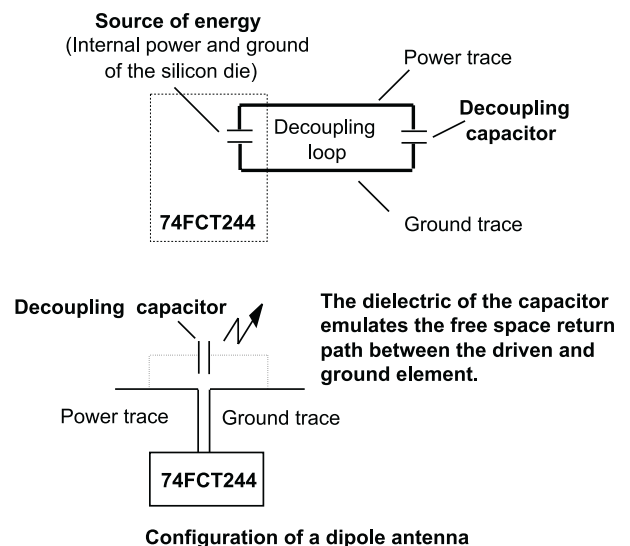 Source of energy
(Internal power and ground
of the silicon die)
Power trace
Decoupling
loop
Decoupling
capacitor
74FCT244
Ground trace
Decoupling capacitor
The dielectric of the capacitor
emulates the free space return
path between the driven and
ground element.
Power trace
Ground trace
74FCT244
Configuration of a dipole antenna